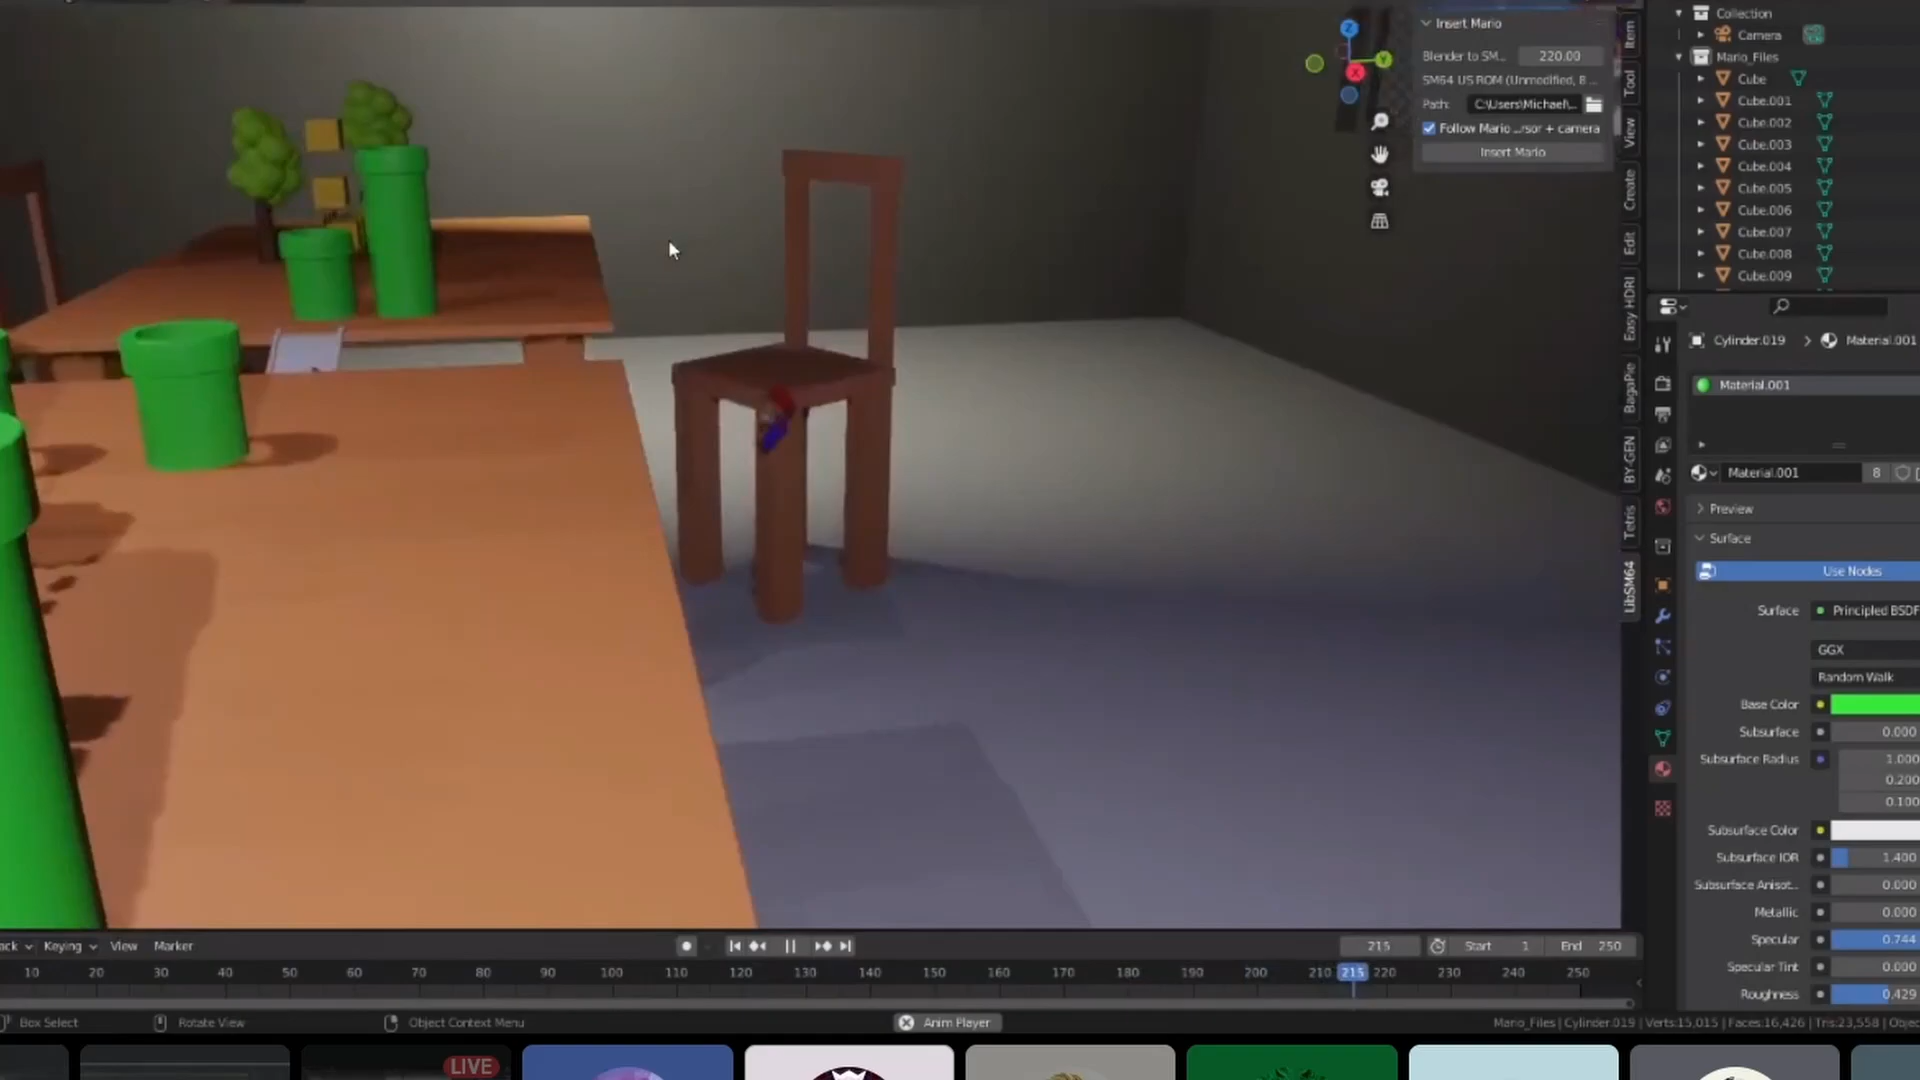 Insert Mario
Blender to SM... 220.00
SM64 US ROM (Unmodified, 8 ...
Path: C:\Users\Michael\...
Follow Mario .../sor + camera
Insert Mario
Item
Tool
View
Create
Edit
Easy HDRI
BagaPie
BY-GEN
Tetris
LibSM64
Collection
Camera
Mario_Files
Cube
Cube.001
Cube.002
Cube.003
Cube.004
Cube.005
Cube.006
Cube.007
Cube.008
Cube.009
Cylinder.019 Material.001
Material.001
Material.001 8
Preview
Surface
Use Nodes
Surface Principled BSDF
GGX
Random Walk
Base Color
Subsurface 0.000
Subsurface Radius 1.000
0.200
0.100
Subsurface Color
Subsurface IOR 1.400
Subsurface Anisot... 0.000
Metallic 0.000
Specular 0.744
Specular Tint 0.000
Roughness 0.429
ack Keying View Marker
215 Start 1 End 250
10 20 30 40 50 60 70 80 90 100 110 120 130 140 150 160 170 180 190 200 210 215 220 230 240 250
Box Select Rotate View Object Context Menu Anim Player Mario_Files | Cylinder.019 | Verts:15,015 | Faces:16,426 | Tris:23,558 | Objec
LIVE